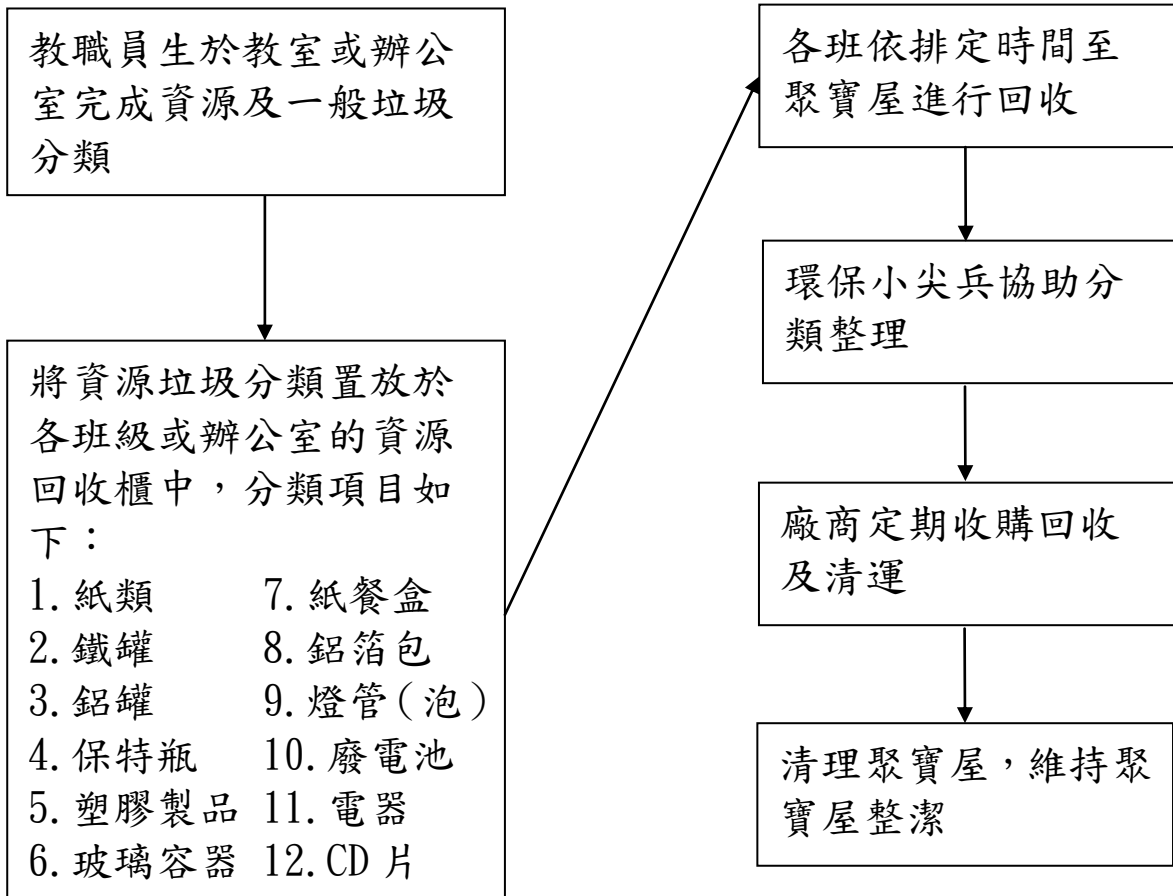 教職員生於教室或辦公
室完成資源及一般垃圾
分類
將資源垃圾分類置放於
各班級或辦公室的資源
回收櫃中，分類項目如
下：
1.紙類 7.紙餐盒
2.鐵罐 8.鋁箔包
3.鋁罐 9.燈管(泡)
4.保特瓶 10.廢電池
5.塑膠製品 11.電器
6.玻璃容器 12.CD 片
各班依排定時間至
聚寶屋進行回收
環保小尖兵協助分
類整理
廠商定期收購回收
及清運
清理聚寶屋，維持聚
寶屋整潔